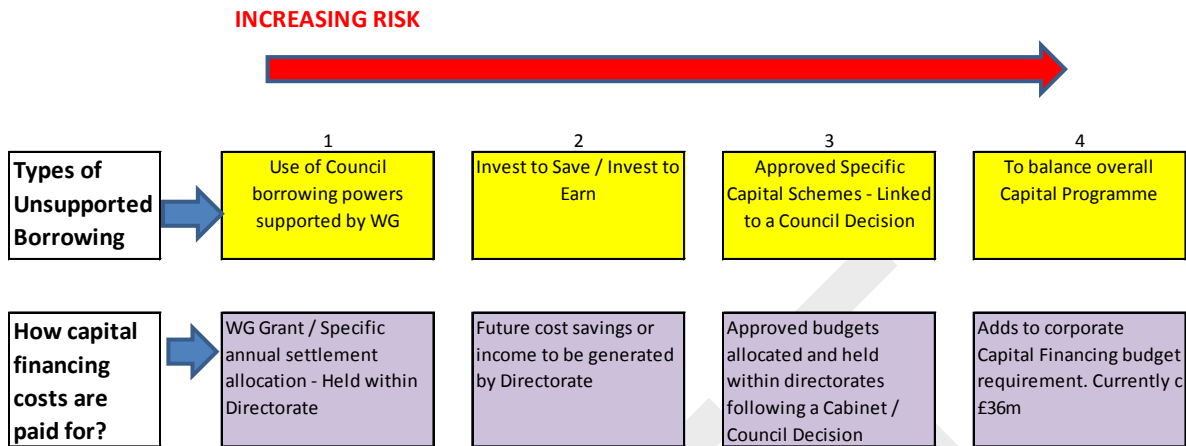 INCREASING RISK
1
2
3
4
Types of
Unsupported
Borrowing
Use of Council
borrowing powers
supported by WG
Invest to Save / Invest to
Earn
Approved Specific
Capital Schemes - Linked
to a Council Decision
To balance overall
Capital Programme
How capital
financing
costs are
paid for?
WG Grant / Specific
annual settlement
allocation - Held within
Directorate
Future cost savings or
income to be generated
by Directorate
Approved budgets
allocated and held
within directorates
following a Cabinet /
Council Decision
Adds to corporate
Capital Financing budget
requirement. Currently c
£36m